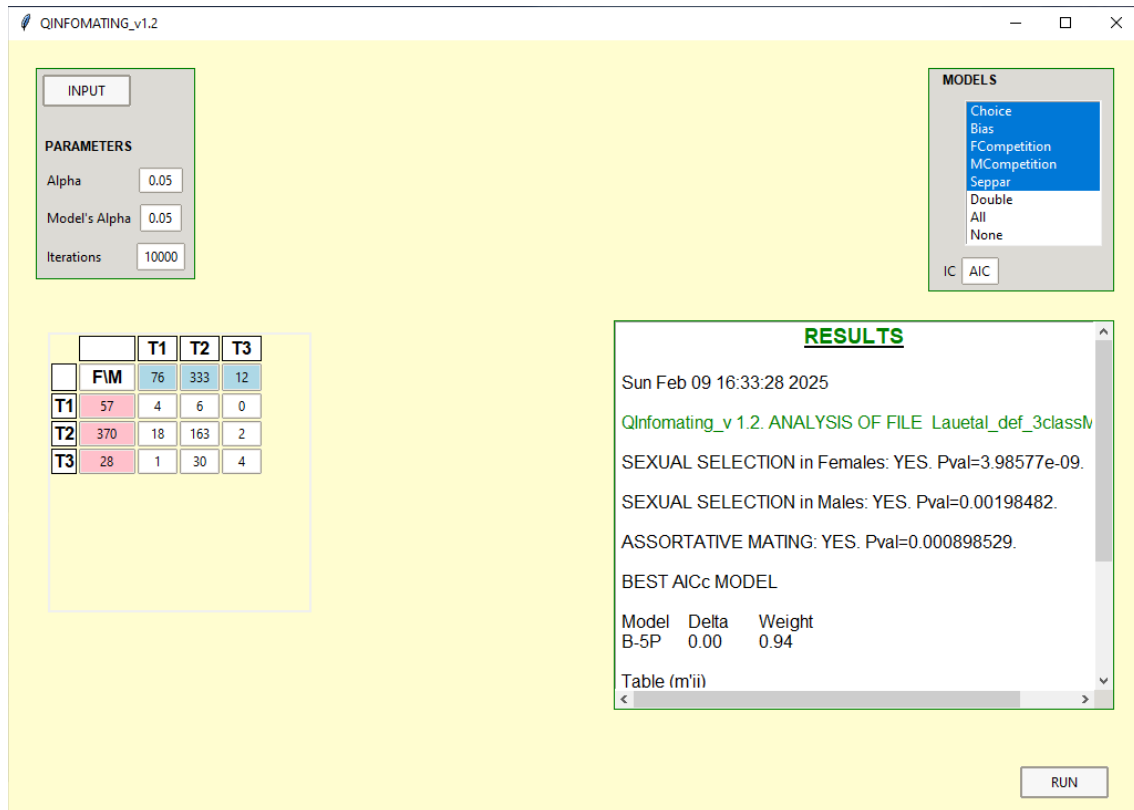 QINFOMATING_v1.2
INPUT
PARAMETERS
Alpha 0.05
Model's Alpha 0.05
Iterations 10000
MODELS
Choice
Bias
FCompetition
MCompetition
Seppar
Double
All
None
IC AIC
T1 T2 T3
F\M 76 333 12
T1 57 4 6 0
T2 370 18 163 2
T3 28 1 30 4
RESULTS
Sun Feb 09 16:33:28 2025
QInfomating_v 1.2. ANALYSIS OF FILE Lauetal_def_3classM
SEXUAL SELECTION in Females: YES. Pval=3.98577e-09.
SEXUAL SELECTION in Males: YES. Pval=0.00198482.
ASSORTATIVE MATING: YES. Pval=0.000898529.
BEST AICc MODEL
Model Delta Weight
B-5P 0.00 0.94
Table (m'ii)
RUN